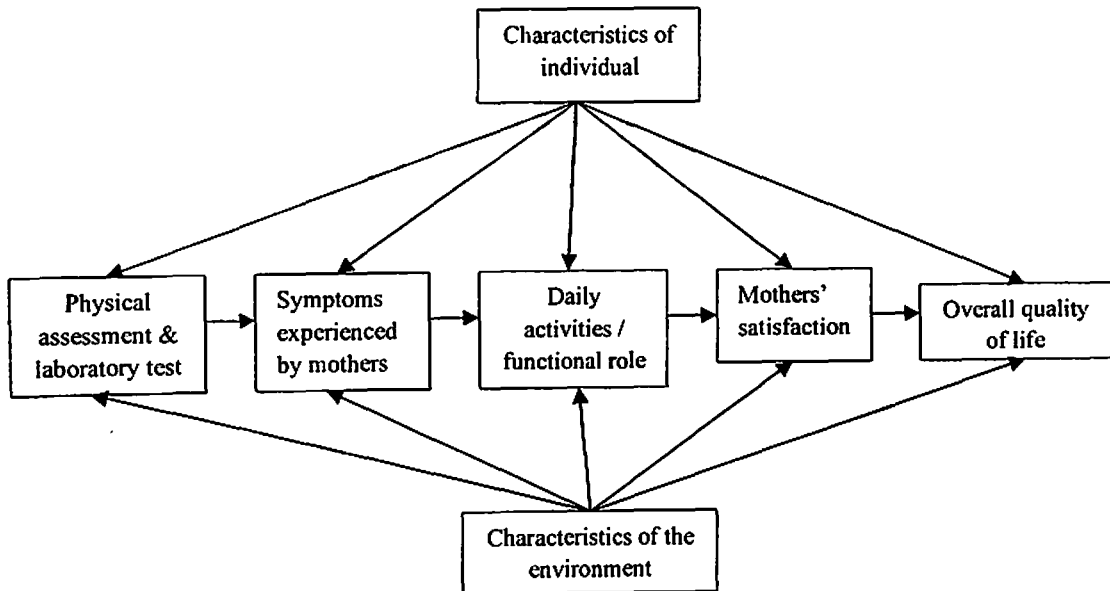 Characteristics of
individual
Physical
assessment &
laboratory test
Symptoms
experienced
by mothers
Daily
activities /
functional role
Mothers'
satisfaction
Overall quality
of life
Characteristics of the
environment